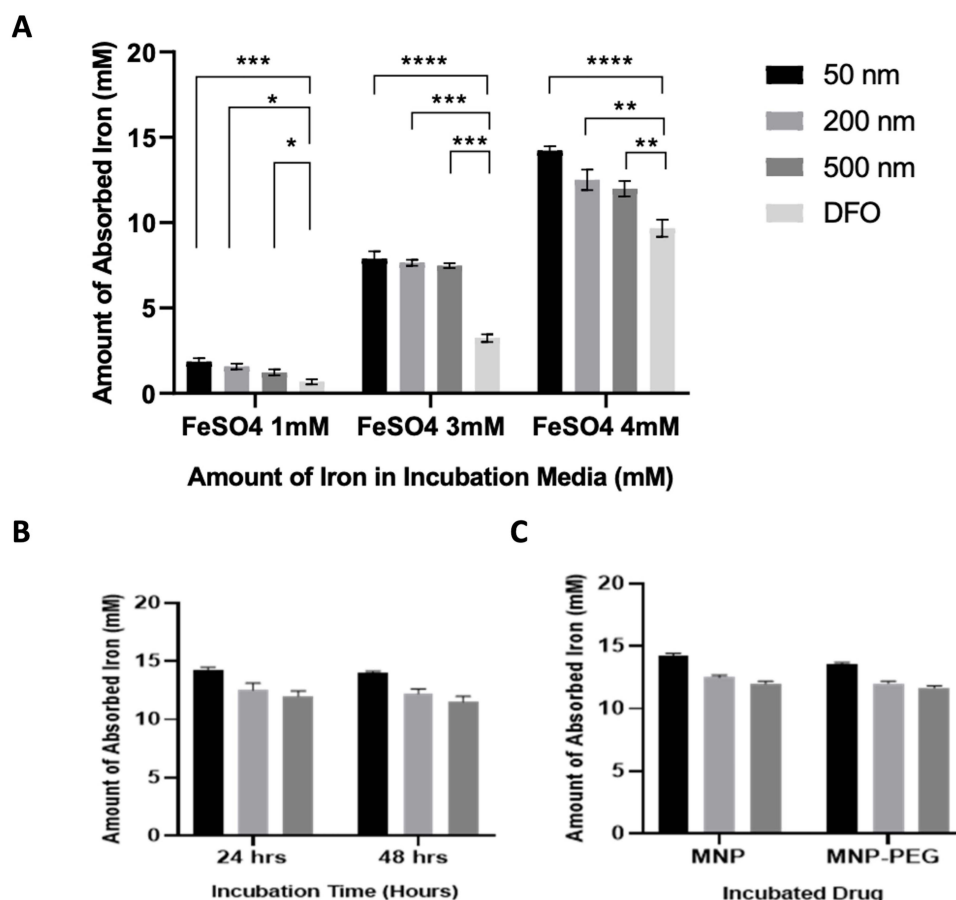 A
Amount of Absorbed Iron (mM)
20
15
10
5
0
***
*
*
****
***
***
****
**
**
50 nm
200 nm
500 nm
DFO
FeSO4 1mM
FeSO4 3mM
FeSO4 4mM
Amount of Iron in Incubation Media (mM)
B
Amount of Absorbed Iron (mM)
20
15
10
5
0
24 hrs
48 hrs
Incubation Time (Hours)
C
Amount of Absorbed Iron (mM)
20
15
10
5
0
MNP
MNP-PEG
Incubated Drug